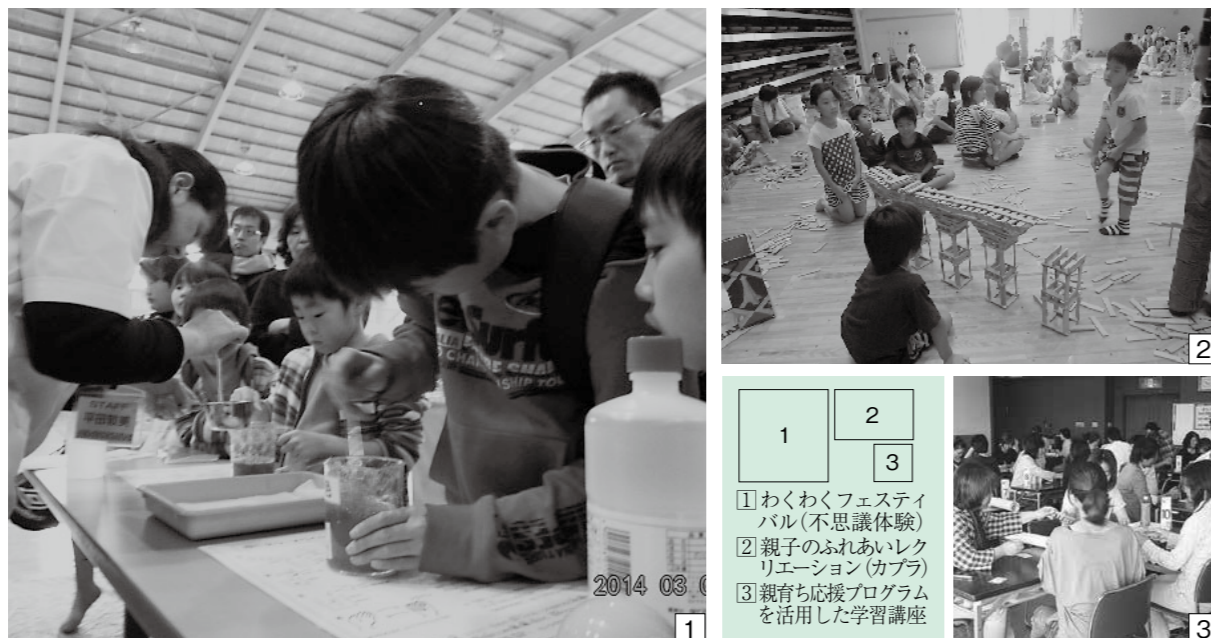 STAFF
2014 03 0
1
2
1
2
3
1 わくわくフェスティ
バル(不思議体験)
2 親子のふれあいレク
リエーション(カプラ)
3 親育ち応援プログラム
を活用した学習講座
3